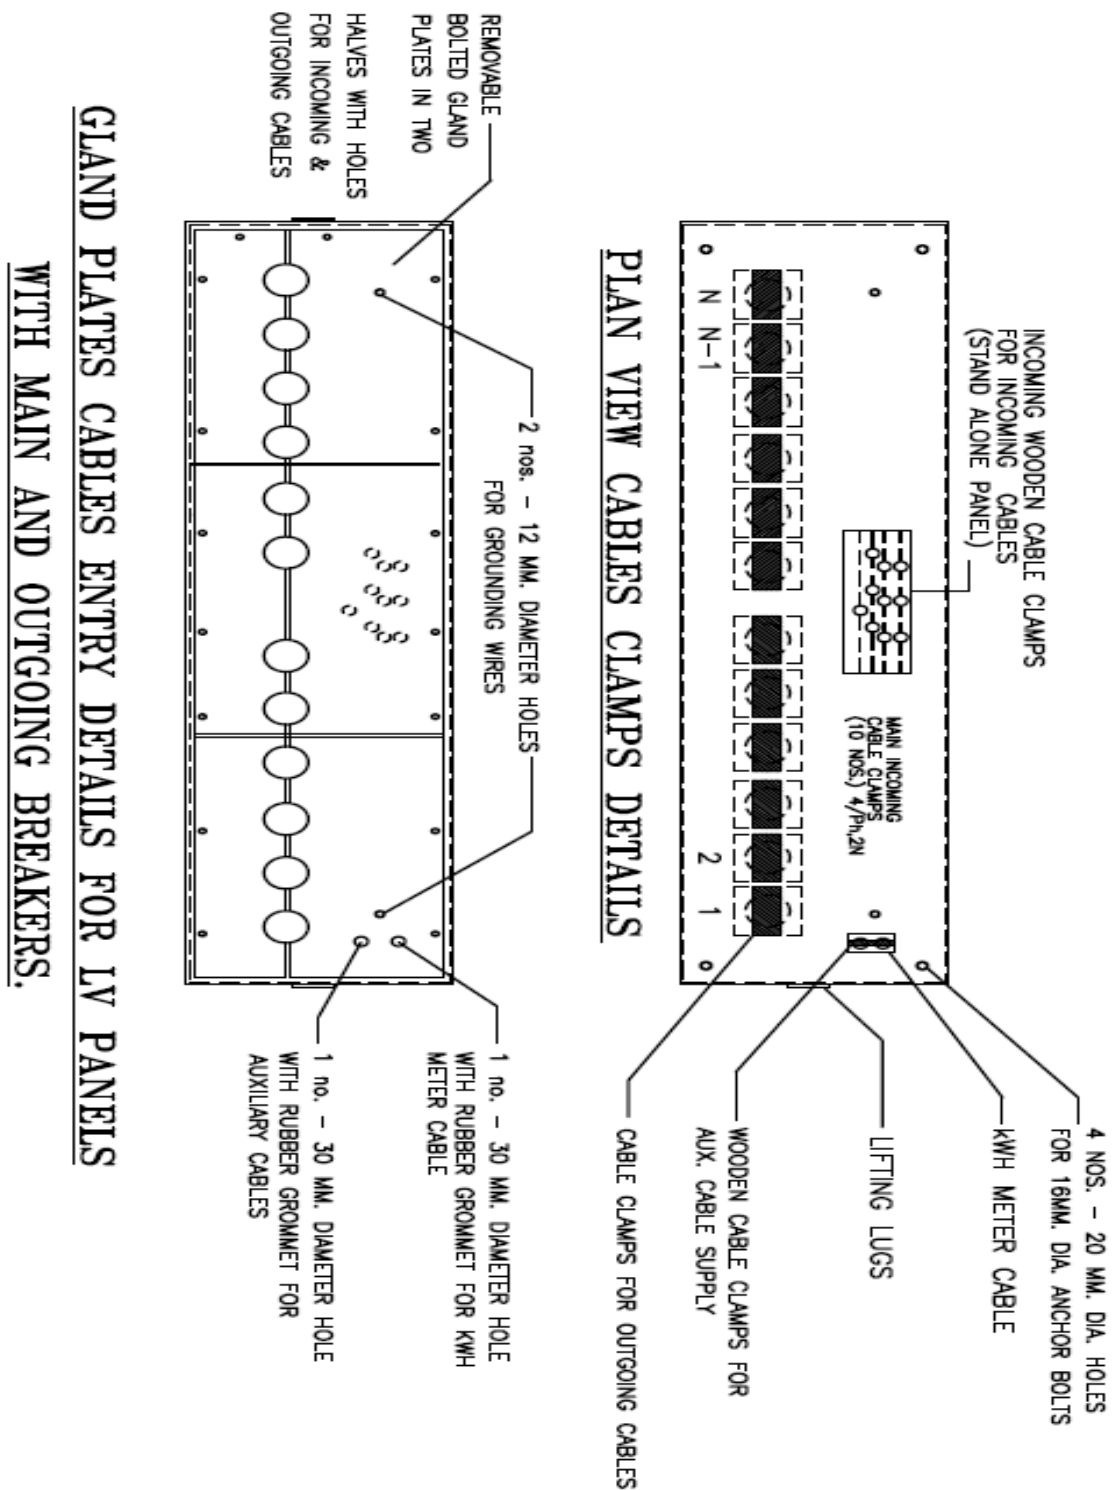 4 NOS. - 20 MM. DIA. HOLES
FOR 16MM. DIA. ANCHOR BOLTS
kWH METER CABLE
LIFTING LUGS
WOODEN CABLE CLAMPS FOR
AUX. CABLE SUPPLY
CABLE CLAMPS FOR OUTGOING CABLES
INCOMING WOODEN CABLE CLAMPS
FOR INCOMING CABLES
(STAND ALONE PANEL)
MAIN INCOMING
CABLE CLAMPS
(10 NOS.) 4/Ph,2N
N N-1 2 1
PLAN VIEW CABLES CLAMPS DETAILS
REMOVABLE
BOLTED GLAND
PLATES IN TWO
HALVES WITH HOLES
FOR INCOMING &
OUTGOING CABLES
2 nos. - 12 MM. DIAMETER HOLES
FOR GROUNDING WIRES
1 no. - 30 MM. DIAMETER HOLE
WITH RUBBER GROMMET FOR KWH
METER CABLE
1 no. - 30 MM. DIAMETER HOLE
WITH RUBBER GROMMET FOR
AUXILIARY CABLES
GLAND PLATES CABLES ENTRY DETAILS FOR LV PANELS
WITH MAIN AND OUTGOING BREAKERS.